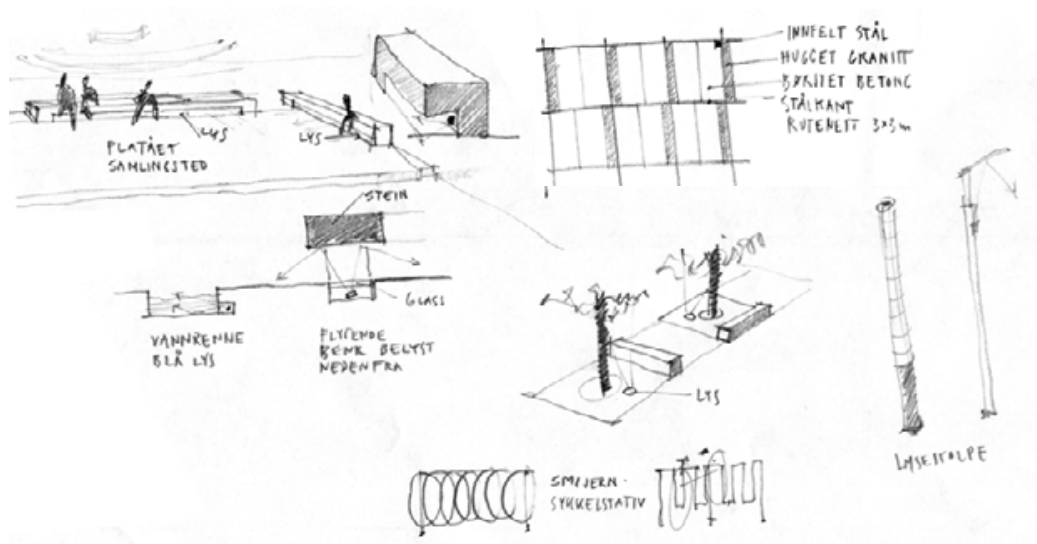 INNFELT STÅL
HUGGET GRANITT
BØRSTET BETONG
STÅLKANT
RUTENETT 3x3m
LYS
LYS
PLATÅET
SAMLINGSTED
STEIN
GLASS
VANNRENNE
BLÅ LYS
FLYTENDE
BENK BELYST
NEDENFRA
LYS
LYSSTOLPE
SMIJERN-
SYKKELSTATIV